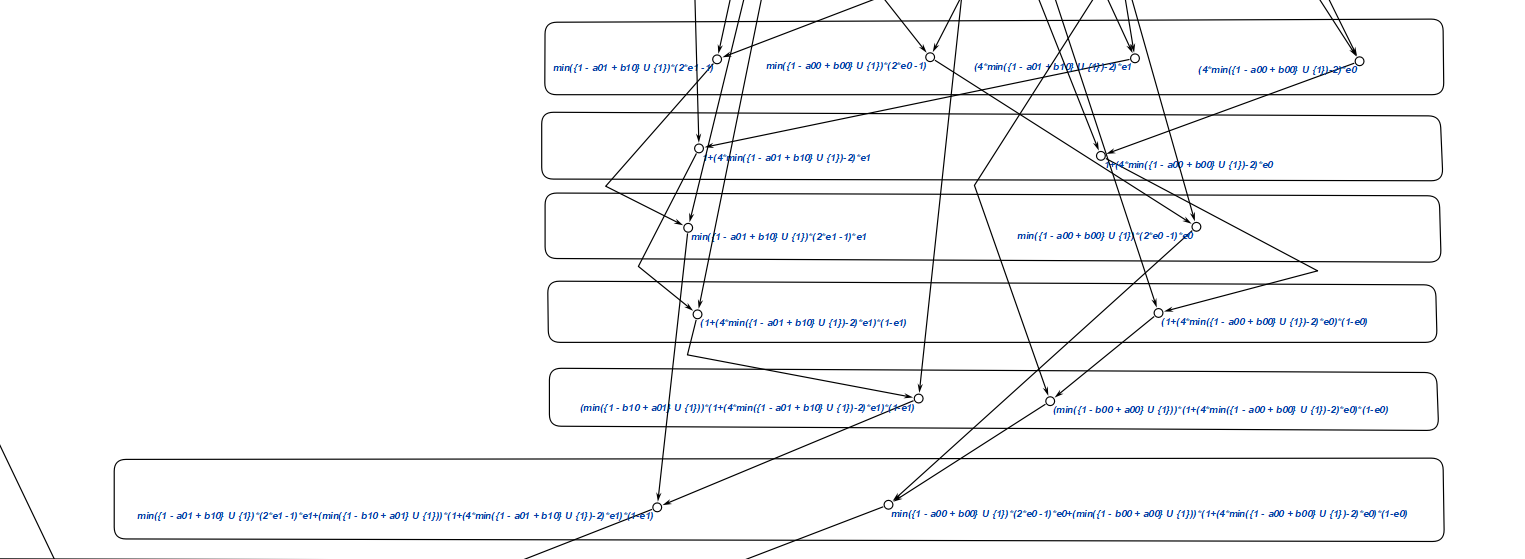 min({1 - a01 + b10} U {1})*(2*e1 -1)
min({1 - a00 + b00} U {1})*(2*e0 -1)
(4*min({1 - a01 + b10} U {1})-2)*e1
(4*min({1 - a00 + b00} U {1})-2)*e0
1+(4*min({1 - a01 + b10} U {1})-2)*e1
1+(4*min({1 - a00 + b00} U {1})-2)*e0
min({1 - a01 + b10} U {1})*(2*e1 -1)*e1
min({1 - a00 + b00} U {1})*(2*e0 -1)*e0
(1+(4*min({1 - a01 + b10} U {1})-2)*e1)*(1-e1)
(1+(4*min({1 - a00 + b00} U {1})-2)*e0)*(1-e0)
(min({1 - b10 + a01} U {1}))*(1+(4*min({1 - a01 + b10} U {1})-2)*e1)*(1-e1)
(min({1 - b00 + a00} U {1}))*(1+(4*min({1 - a00 + b00} U {1})-2)*e0)*(1-e0)
min({1 - a01 + b10} U {1})*(2*e1 -1)*e1+(min({1 - b10 + a01} U {1}))*(1+(4*min({1 - a01 + b10} U {1})-2)*e1)*(1-e1)
min({1 - a00 + b00} U {1})*(2*e0 -1)*e0+(min({1 - b00 + a00} U {1}))*(1+(4*min({1 - a00 + b00} U {1})-2)*e0)*(1-e0)